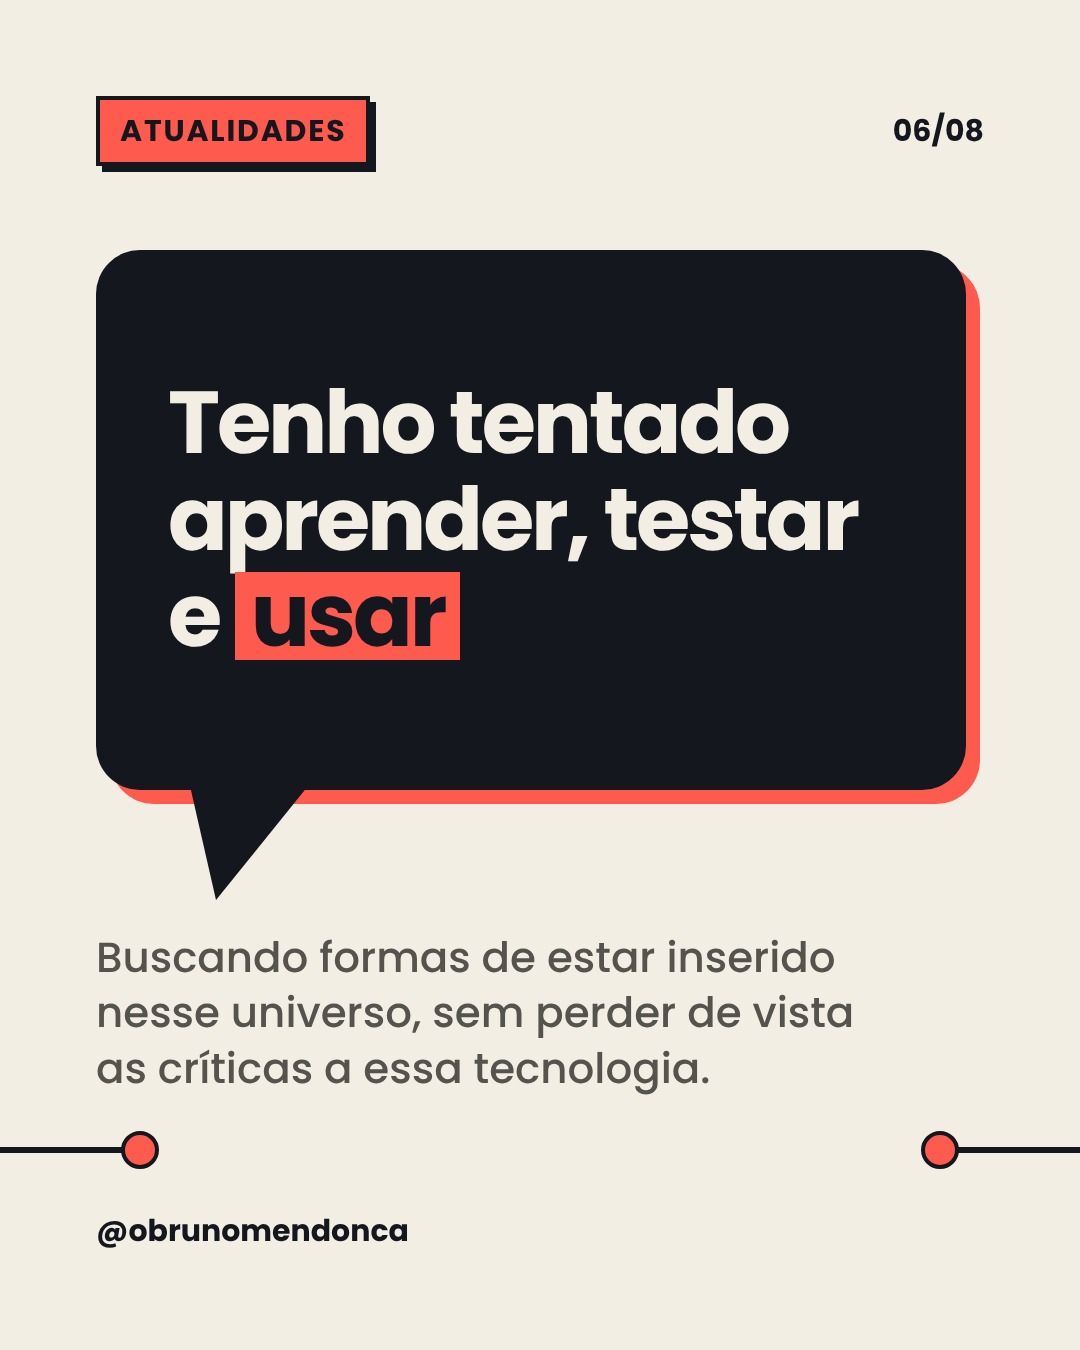 ATUALIDADES
06/08
Tenho tentado
aprender, testar
e usar
Buscando formas de estar inserido
nesse universo, sem perder de vista
as críticas a essa tecnologia.
@obrunomendonca